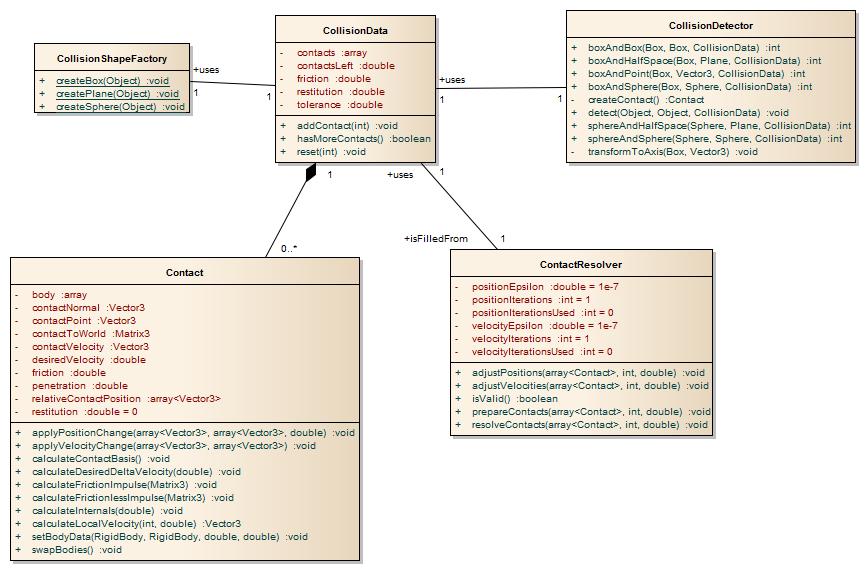 CollisionShapeFactory
+ createBox(Object) :void
+ createPlane(Object) :void
+ createSphere(Object) :void
+uses
1
1
CollisionData
- contacts :array
- contactsLeft :double
- friction :double
- restitution :double
- tolerance :double
+ addContact(int) :void
+ hasMoreContacts() :boolean
+ reset(int) :void
+uses
1
1
CollisionDetector
+ boxAndBox(Box, Box, CollisionData) :int
+ boxAndHalfSpace(Box, Plane, CollisionData) :int
+ boxAndPoint(Box, Vector3, CollisionData) :int
+ boxAndSphere(Box, Sphere, CollisionData) :int
- createContact() :Contact
+ detect(Object, Object, CollisionData) :void
+ sphereAndHalfSpace(Sphere, Plane, CollisionData) :int
+ sphereAndSphere(Sphere, Sphere, CollisionData) :int
- transformToAxis(Box, Vector3) :void
1
0..*
+uses
1
+isFilledFrom
1
Contact
- body :array
- contactNormal :Vector3
- contactPoint :Vector3
- contactToWorld :Matrix3
- contactVelocity :Vector3
- desiredVelocity :double
- friction :double
- penetration :double
- relativeContactPosition :array<Vector3>
- restitution :double = 0
+ applyPositionChange(array<Vector3>, array<Vector3>, double) :void
+ applyVelocityChange(array<Vector3>, array<Vector3>) :void
+ calculateContactBasis() :void
+ calculateDesiredDeltaVelocity(double) :void
+ calculateFrictionImpulse(Matrix3) :void
+ calculateFrictionlessImpulse(Matrix3) :void
+ calculateInternals(double) :void
+ calculateLocalVelocity(int, double) :Vector3
+ setBodyData(RigidBody, RigidBody, double, double) :void
+ swapBodies() :void
ContactResolver
- positionEpsilon :double = 1e-7
- positionIterations :int = 1
- positionIterationsUsed :int = 0
- velocityEpsilon :double = 1e-7
- velocityIterations :int = 1
- velocityIterationsUsed :int = 0
+ adjustPositions(array<Contact>, int, double) :void
+ adjustVelocities(array<Contact>, int, double) :void
+ isValid() :boolean
+ prepareContacts(array<Contact>, int, double) :void
+ resolveContacts(array<Contact>, int, double) :void